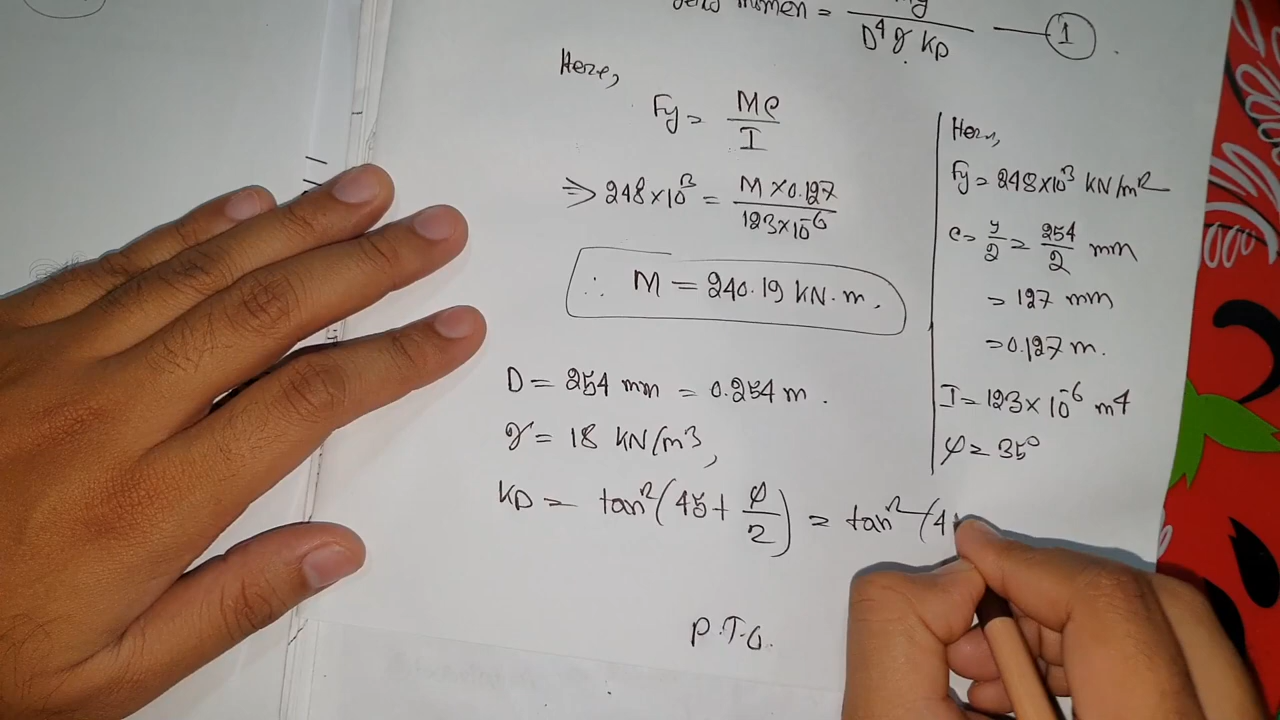 momen = ___ / D⁴ γ Kp — 1
Here,
Fy = MC / I
⇒ 248×10³ = M × 0.127 / 123×10⁻⁶
∴ M = 240.19 KN.m.
D = 254 mm = 0.254 m.
γ = 18 KN/m³,
KP = tan²(45 + φ/2) = tan²(4
P.T.O.
Here,
Fy = 248×10³ KN/m²
C = y/2 = 254/2 mm
= 127 mm
= 0.127 m.
I = 123×10⁻⁶ m⁴
φ = 35°